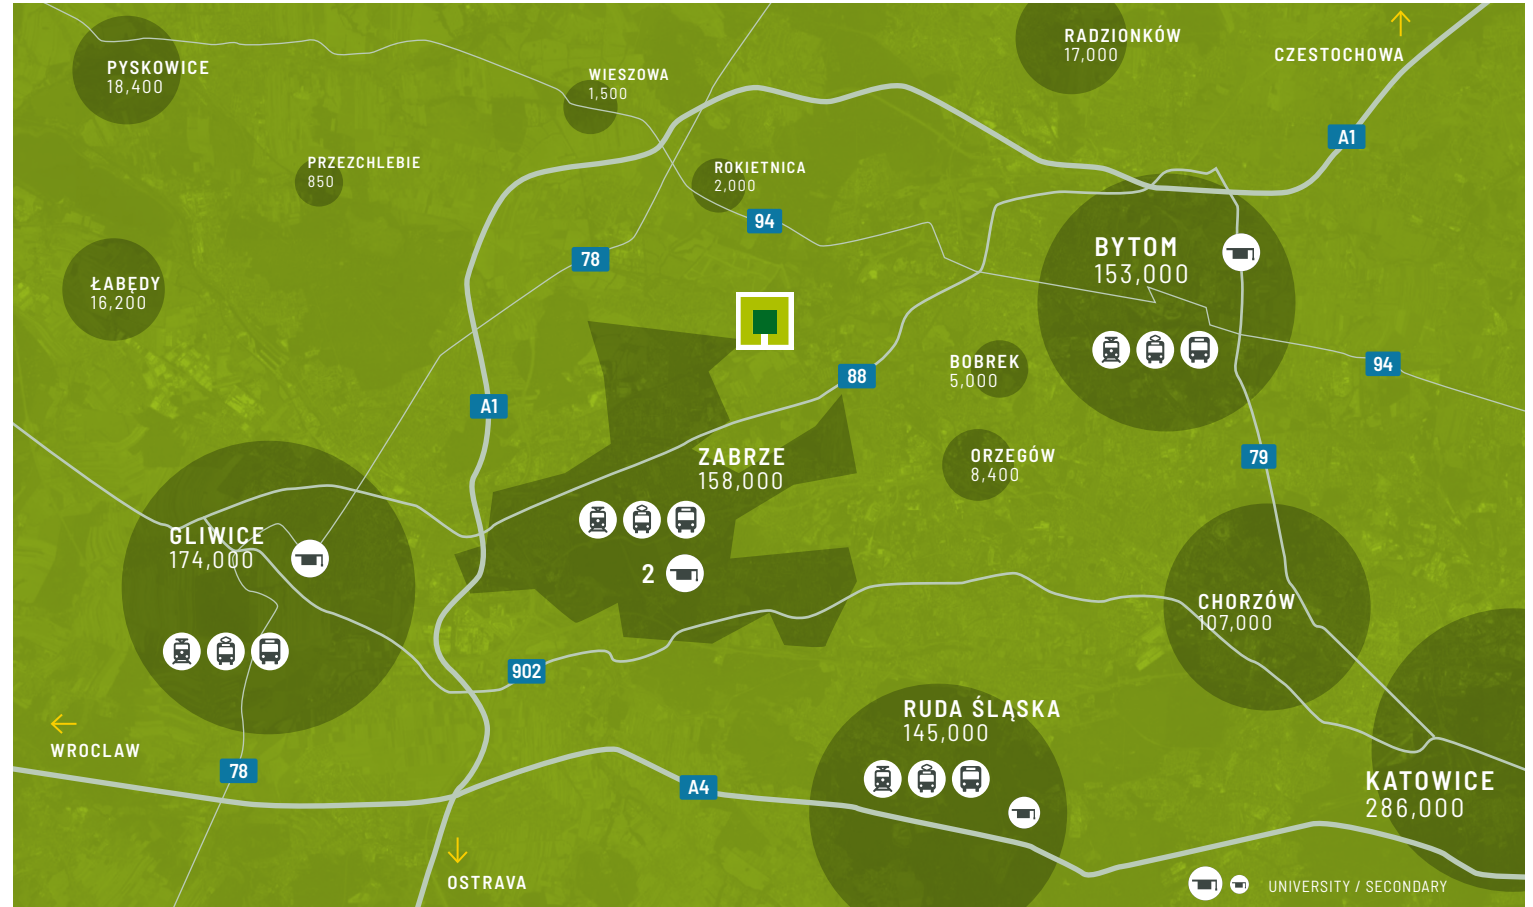 PYSKOWICE
18,400
WIESZOWA
1,500
RADZIONKÓW
17,000
CZESTOCHOWA
A1
PRZEZCHLEBIE
850
ROKIETNICA
2,000
94
78
BYTOM
153,000
ŁABĘDY
16,200
BOBREK
5,000
88
94
A1
ZABRZE
158,000
ORZEGÓW
8,400
79
GLIWICE
174,000
2
CHORZÓW
107,000
902
RUDA ŚLĄSKA
145,000
WROCLAW
78
A4
KATOWICE
286,000
OSTRAVA
UNIVERSITY / SECONDARY